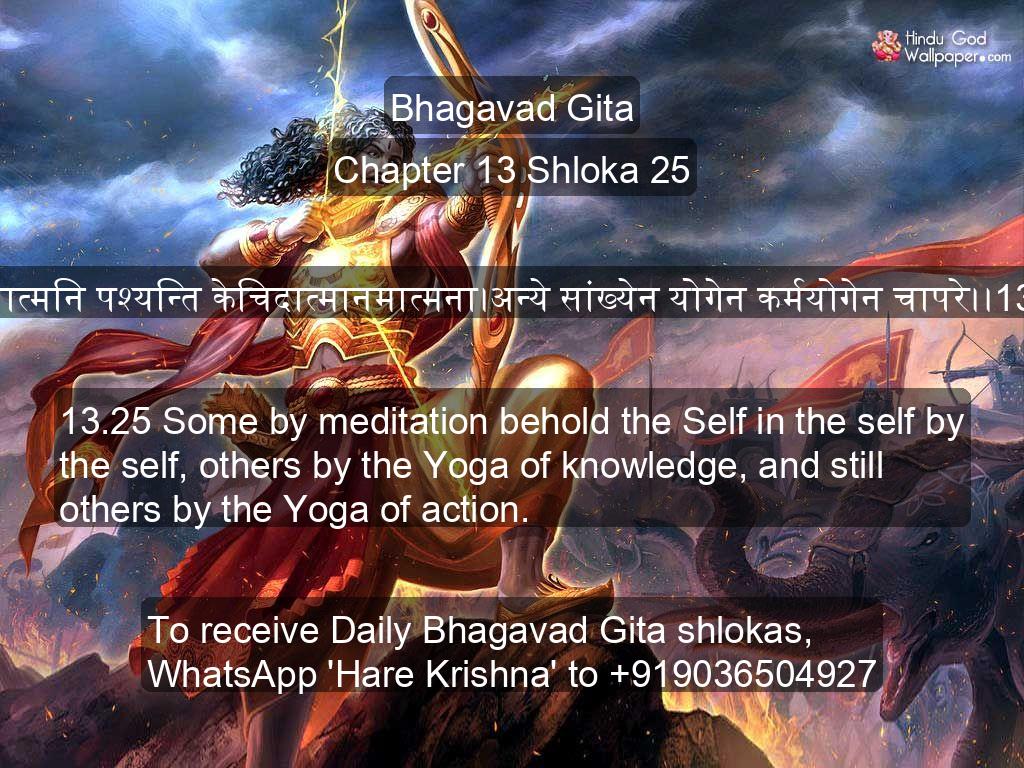 Hindu God
Wallpaper.com
Bhagavad Gita
Chapter 13 Shloka 25
ात्मनि पश्यन्ति केचिदात्मानमात्मना।अन्ये सांख्येन योगेन कर्मयोगेन चापरे।।13
13.25 Some by meditation behold the Self in the self by
the self, others by the Yoga of knowledge, and still
others by the Yoga of action.
To receive Daily Bhagavad Gita shlokas,
WhatsApp 'Hare Krishna' to +919036504927